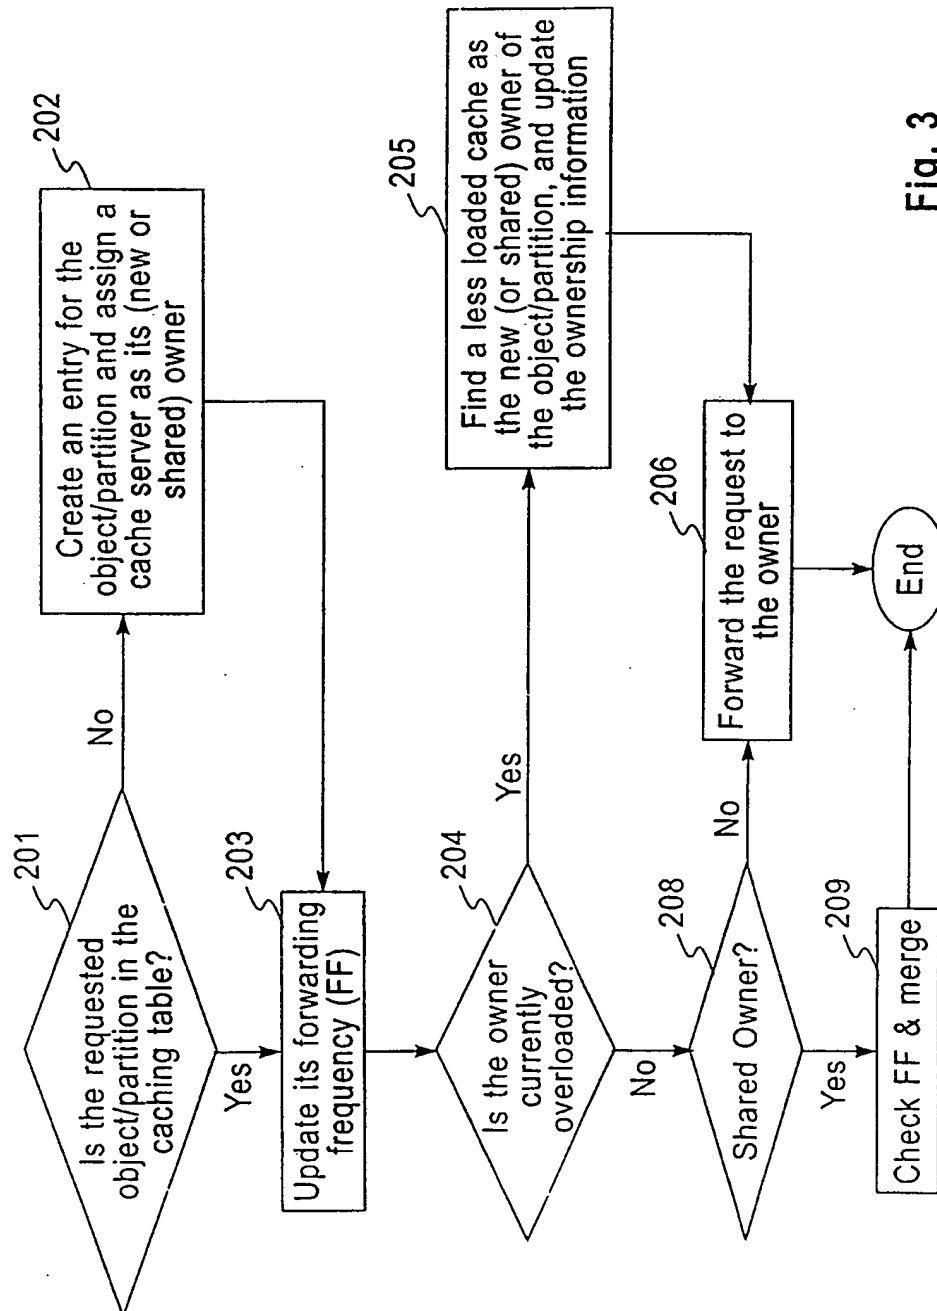 201
Is the requested
object/partition in the
caching table?
No
Yes
202
Create an entry for the
object/partition and assign a
cache server as its (new or
shared) owner
203
Update its forwarding
frequency (FF)
204
Is the owner
currently
overloaded?
Yes
No
205
Find a less loaded cache as
the new (or shared) owner of
the object/partition, and update
the ownership information
208
Shared Owner?
No
Yes
206
Forward the request to
the owner
209
Check FF & merge
End
Fig. 3